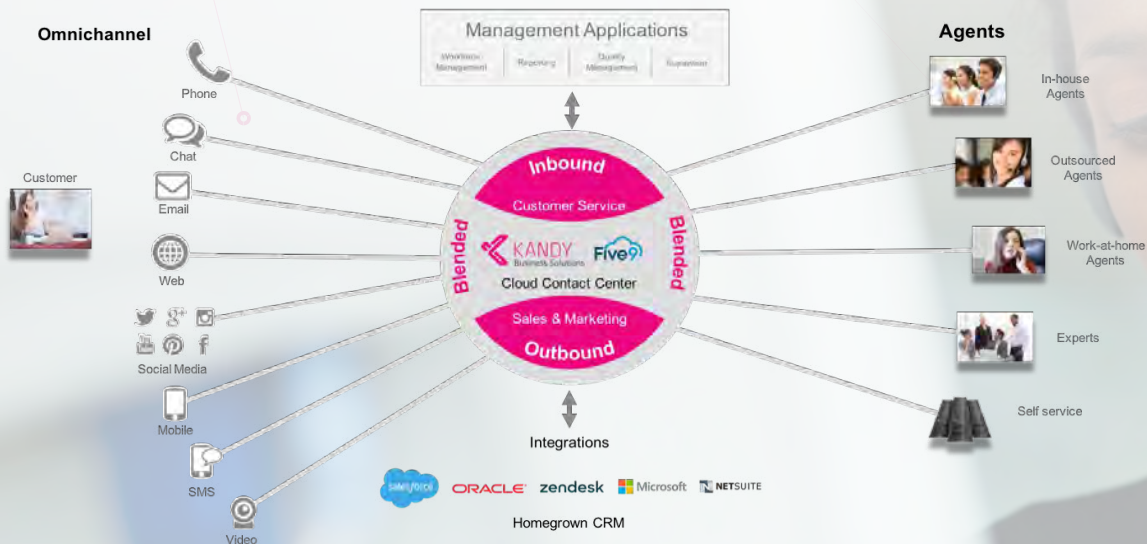 Omnichannel
Phone
Chat
Customer
Email
Web
Social Media
Mobile
SMS
Video
Management Applications
Workforce Management
Reporting
Quality Management
Supervisor
Inbound
Customer Service
Blended
KANDY
Business Solutions
Five9
Cloud Contact Center
Blended
Sales & Marketing
Outbound
Integrations
salesforce
ORACLE
zendesk
Microsoft
NETSUITE
Homegrown CRM
Agents
In-house
Agents
Outsourced
Agents
Work-at-home
Agents
Experts
Self service